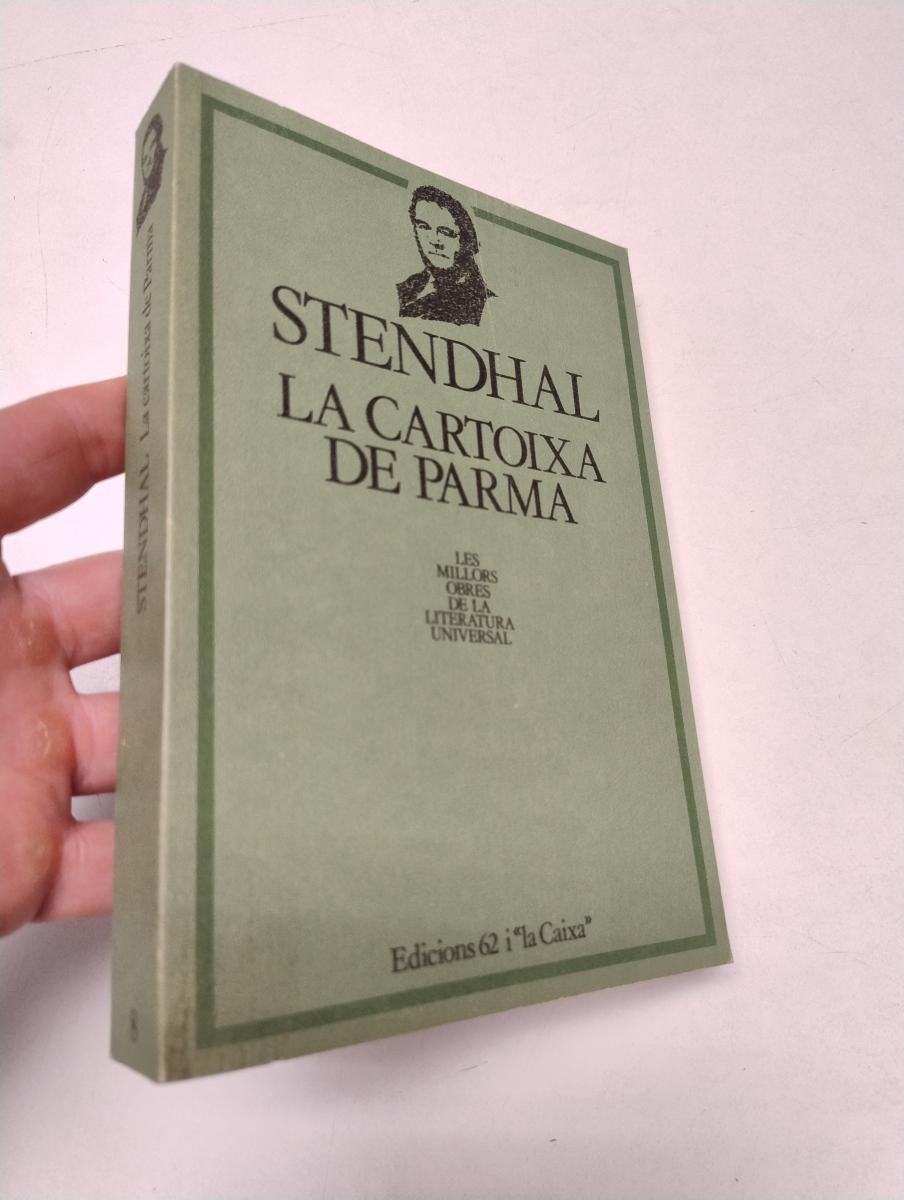 STENDHAL La cartoixa de Parma
8
STENDHAL
LA CARTOIXA
DE PARMA
LES
MILLORS
OBRES
DE LA
LITERATURA
UNIVERSAL
Edicions 62 i "la Caixa"